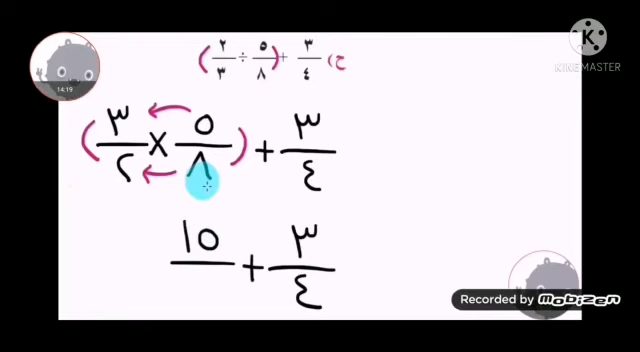 ج) ٣/٤ + (٥/٨ ÷ ٢/٣)
K
KINEMASTER
14:19
٣/٤ + (٥/٨ × ٣/٢)
٣/٤ + ١٥/
Recorded by mobizen